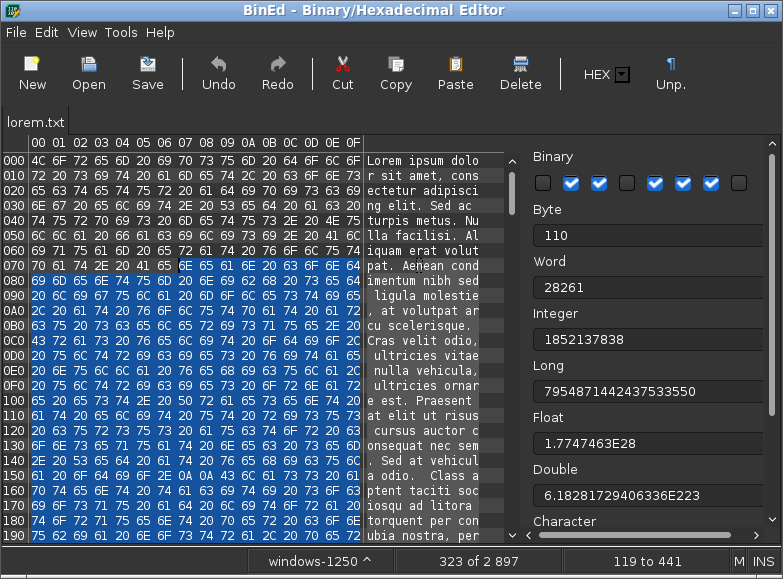 BinEd - Binary/Hexadecimal Editor
File Edit View Tools Help
New Open Save Undo Redo Cut Copy Paste Delete HEX Unp.
lorem.txt
00 01 02 03 04 05 06 07 08 09 0A 0B 0C 0D 0E 0F
000 4C 6F 72 65 6D 20 69 70 73 75 6D 20 64 6F 6C 6F Lorem ipsum dolo
010 72 20 73 69 74 20 61 6D 65 74 2C 20 63 6F 6E 73 r sit amet, cons
020 65 63 74 65 74 75 72 20 61 64 69 70 69 73 63 69 ectetur adipisci
030 6E 67 20 65 6C 69 74 2E 20 53 65 64 20 61 63 20 ng elit. Sed ac
040 74 75 72 70 69 73 20 6D 65 74 75 73 2E 20 4E 75 turpis metus. Nu
050 6C 6C 61 20 66 61 63 69 6C 69 73 69 2E 20 41 6C lla facilisi. Al
060 69 71 75 61 6D 20 65 72 61 74 20 76 6F 6C 75 74 iquam erat volut
070 70 61 74 2E 20 41 65 6E 65 61 6E 20 63 6F 6E 64 pat. Aenean cond
080 69 6D 65 6E 74 75 6D 20 6E 69 62 68 20 73 65 64 imentum nibh sed
090 20 6C 69 67 75 6C 61 20 6D 6F 6C 65 73 74 69 65 ligula molestie
0A0 2C 20 61 74 20 76 6F 6C 75 74 70 61 74 20 61 72 , at volutpat ar
0B0 63 75 20 73 63 65 6C 65 72 69 73 71 75 65 2E 20 cu scelerisque.
0C0 43 72 61 73 20 76 65 6C 69 74 20 6F 64 69 6F 2C Cras velit odio,
0D0 20 75 6C 74 72 69 63 69 65 73 20 76 69 74 61 65 ultricies vitae
0E0 20 6E 75 6C 6C 61 20 76 65 68 69 63 75 6C 61 2C nulla vehicula,
0F0 20 75 6C 74 72 69 63 69 65 73 20 6F 72 6E 61 72 ultricies ornar
100 65 20 65 73 74 2E 20 50 72 61 65 73 65 6E 74 20 e est. Praesent
110 61 74 20 65 6C 69 74 20 75 74 20 72 69 73 75 73 at elit ut risus
120 20 63 75 72 73 75 73 20 61 75 63 74 6F 72 20 63 cursus auctor c
130 6F 6E 73 65 71 75 61 74 20 6E 65 63 20 73 65 6D onsequat nec sem
140 2E 20 53 65 64 20 61 74 20 76 65 68 69 63 75 6C . Sed at vehicul
150 61 20 6F 64 69 6F 2E 20 0A 0A 43 6C 61 73 73 20 61 a odio. Class a
160 70 74 65 6E 74 20 74 61 63 69 74 69 20 73 6F 63 ptent taciti soc
170 69 6F 73 71 75 20 61 64 20 6C 69 74 6F 72 61 20 iosqu ad litora
180 74 6F 72 71 75 65 6E 74 20 70 65 72 20 63 6F 6E torquent per con
190 75 62 69 61 20 6E 6F 73 74 72 61 2C 20 70 65 72 ubia nostra, per
Binary
Byte
110
Word
28261
Integer
1852137838
Long
7954871442437533550
Float
1.7747463E28
Double
6.18281729406336E223
Character
windows-1250 ^ 323 of 2 897 119 to 441 M INS